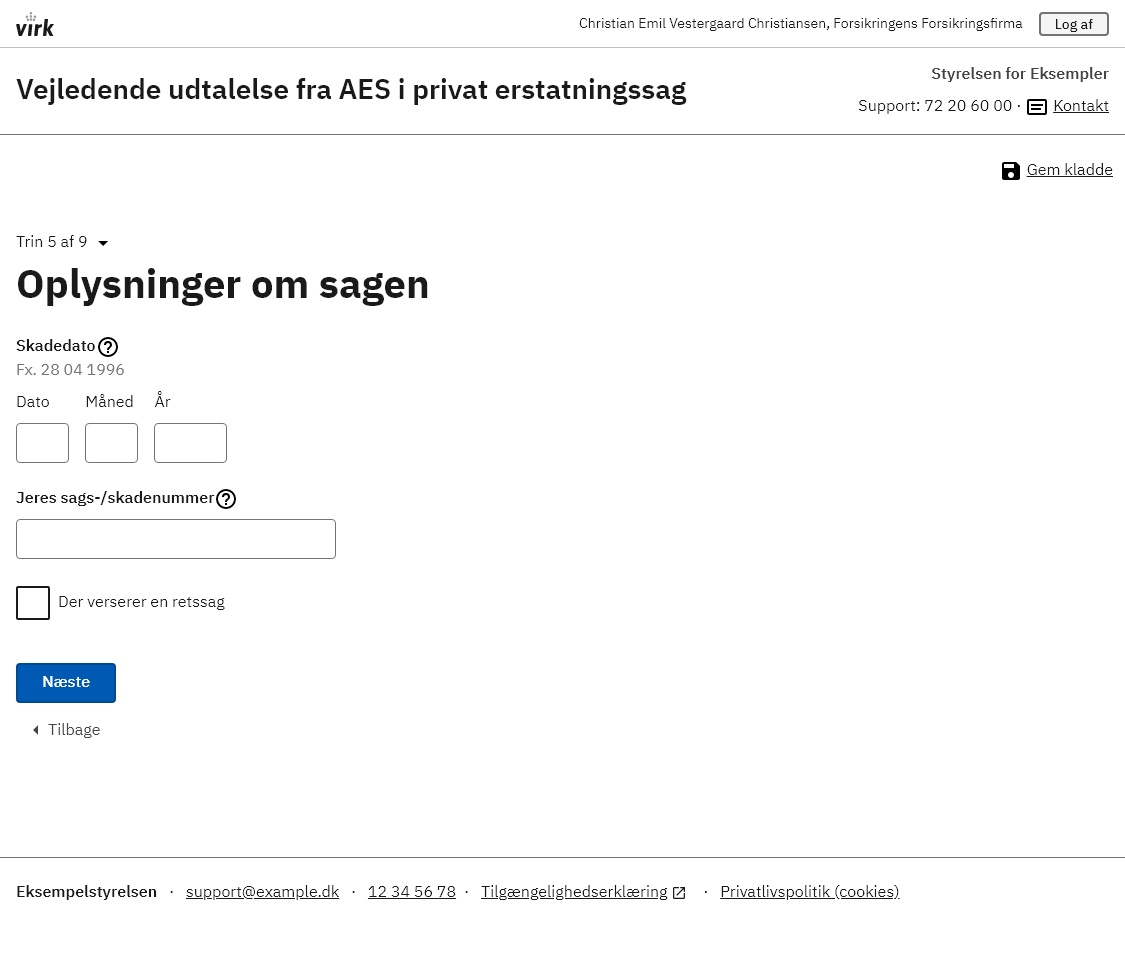 virk
Christian Emil Vestergaard Christiansen, Forsikringens Forsikringsfirma
Log af
Vejledende udtalelse fra AES i privat erstatningssag
Styrelsen for Eksempler
Support: 72 20 60 00 · Kontakt
Gem kladde
Trin 5 af 9
Oplysninger om sagen
Skadedato
Fx. 28 04 1996
Dato Måned År
Jeres sags-/skadenummer
Der verserer en retssag
Næste
Tilbage
Eksempelstyrelsen · support@example.dk · 12 34 56 78 · Tilgængelighedserklæring · Privatlivspolitik (cookies)